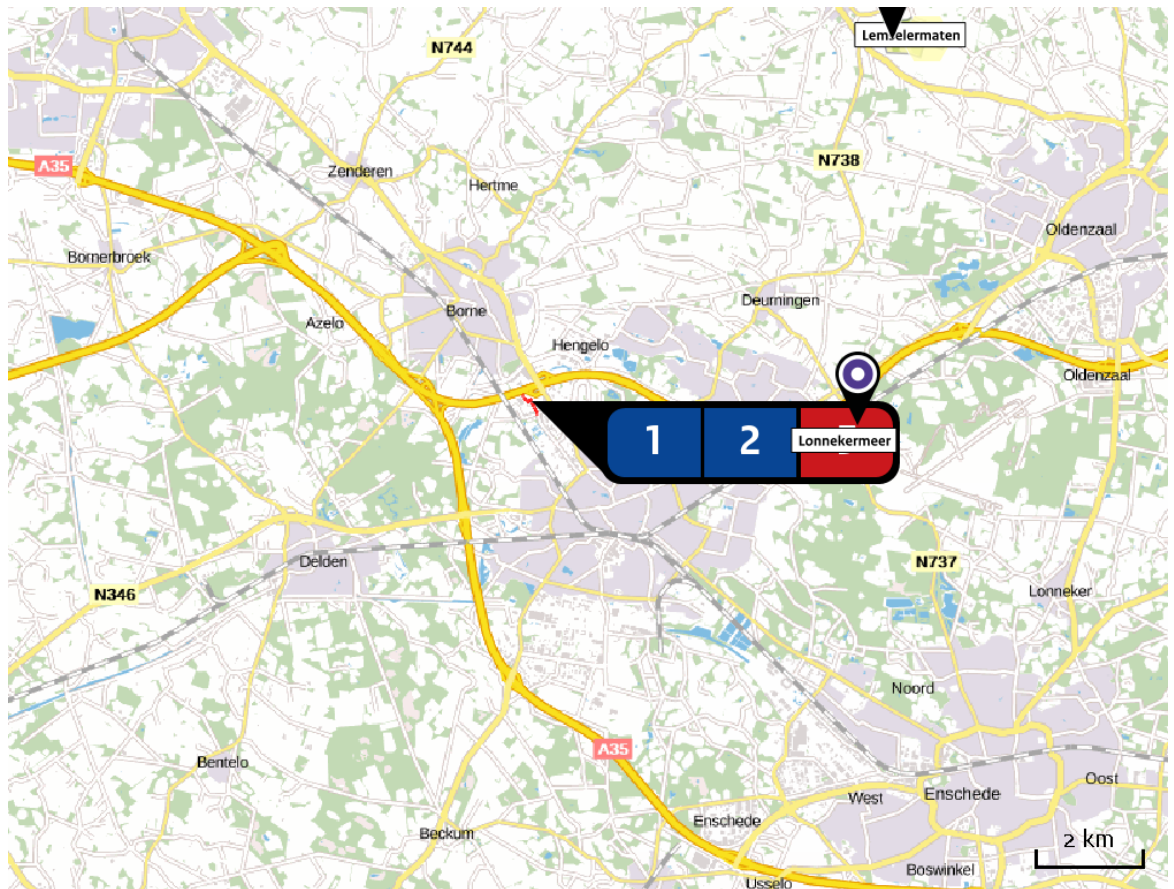 Lemselermaten
N744
N738
A35
Zenderen
Hertme
Oldenzaal
Bornerbroek
Deurningen
Borne
Azelo
Hengelo
Oldenzaal
1
2
Lonnekermeer
Delden
N737
N346
Lonneker
Noord
A35
Bentelo
Oost
Enschede
West
Enschede
Beckum
2 km
Boswinkel
Usselo